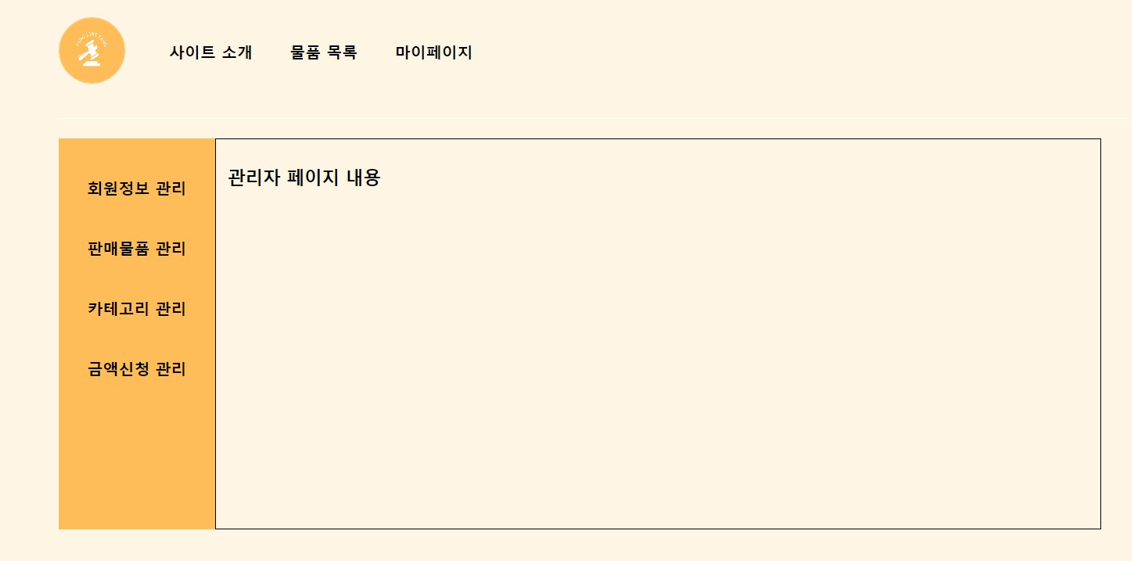 사이트 소개 물품 목록 마이페이지
회원정보 관리
관리자 페이지 내용
판매물품 관리
카테고리 관리
금액신청 관리